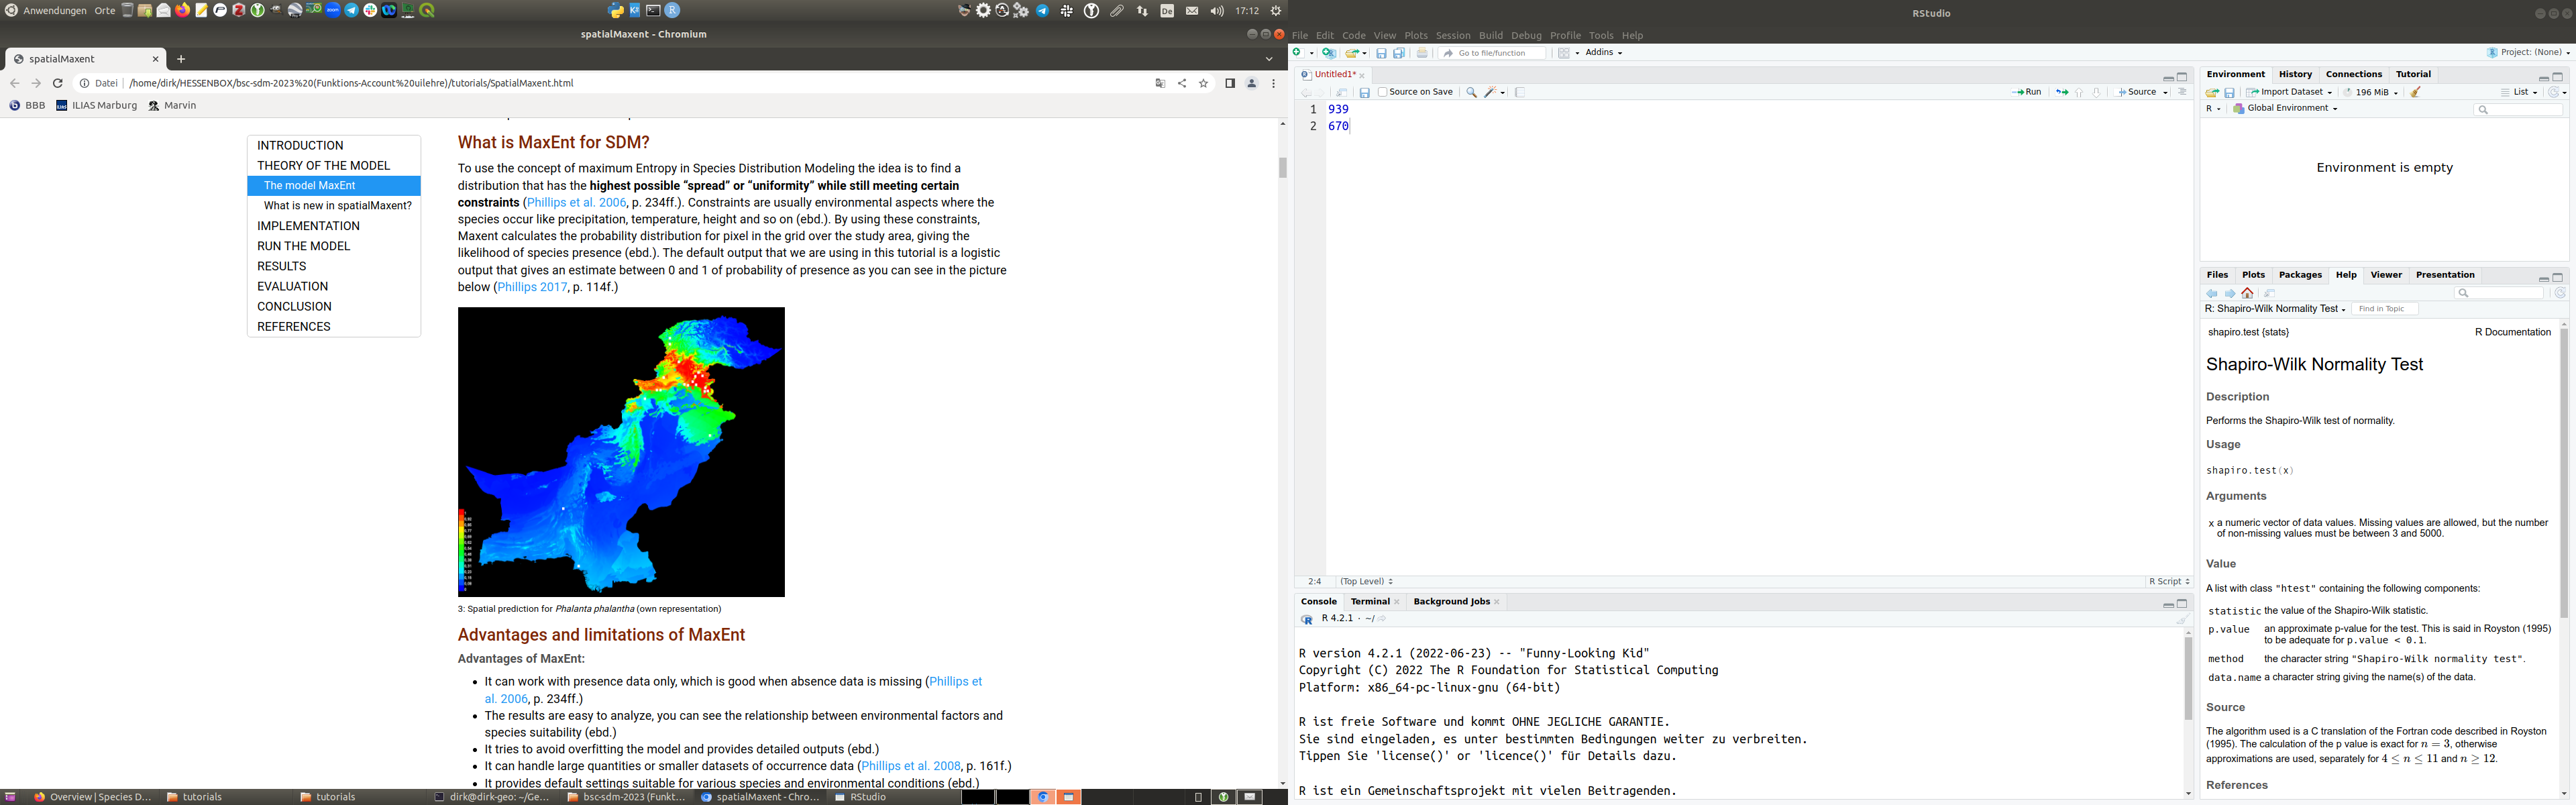 Anwendungen Orte
De
17:12
spatialMaxent - Chromium
spatialMaxent
Datei /home/dirk/HESSENBOX/bsc-sdm-2023%20(Funktions-Account%20uilehre)/tutorials/SpatialMaxent.html
BBB ILIAS Marburg Marvin
INTRODUCTION
THEORY OF THE MODEL
The model MaxEnt
What is new in spatialMaxent?
IMPLEMENTATION
RUN THE MODEL
RESULTS
EVALUATION
CONCLUSION
REFERENCES
What is MaxEnt for SDM?
To use the concept of maximum Entropy in Species Distribution Modeling the idea is to find a
distribution that has the highest possible “spread” or “uniformity” while still meeting certain
constraints (Phillips et al. 2006, p. 234ff.). Constraints are usually environmental aspects where the
species occur like precipitation, temperature, height and so on (ebd.). By using these constraints,
Maxent calculates the probability distribution for pixel in the grid over the study area, giving the
likelihood of species presence (ebd.). The default output that we are using in this tutorial is a logistic
output that gives an estimate between 0 and 1 of probability of presence as you can see in the picture
below (Phillips 2017, p. 114f.)
3: Spatial prediction for Phalanta phalantha (own representation)
Advantages and limitations of MaxEnt
Advantages of MaxEnt:
• It can work with presence data only, which is good when absence data is missing (Phillips et
al. 2006, p. 234ff.)
• The results are easy to analyze, you can see the relationship between environmental factors and
species suitability (ebd.)
• It tries to avoid overfitting the model and provides detailed outputs (ebd.)
• It can handle large quantities or smaller datasets of occurrence data (Phillips et al. 2008, p. 161f.)
• It provides default settings suitable for various species and environmental conditions (ebd.)
Overview | Species D... tutorials tutorials dirk@dirk-geo: ~/Ge... bsc-sdm-2023 (Funkt... spatialMaxent - Chro... RStudio
RStudio
File Edit Code View Plots Session Build Debug Profile Tools Help
Go to file/function Addins Project: (None)
Untitled1*
Source on Save Run Source
1 939
2 670
2:4 (Top Level) R Script
Console Terminal Background Jobs
R 4.2.1 · ~/
R version 4.2.1 (2022-06-23) -- "Funny-Looking Kid"
Copyright (C) 2022 The R Foundation for Statistical Computing
Platform: x86_64-pc-linux-gnu (64-bit)
R ist freie Software und kommt OHNE JEGLICHE GARANTIE.
Sie sind eingeladen, es unter bestimmten Bedingungen weiter zu verbreiten.
Tippen Sie 'license()' or 'licence()' für Details dazu.
R ist ein Gemeinschaftsprojekt mit vielen Beitragenden.
Environment History Connections Tutorial
Import Dataset 196 MiB List
R Global Environment
Environment is empty
Files Plots Packages Help Viewer Presentation
R: Shapiro-Wilk Normality Test Find in Topic
shapiro.test {stats} R Documentation
Shapiro-Wilk Normality Test
Description
Performs the Shapiro-Wilk test of normality.
Usage
shapiro.test(x)
Arguments
x a numeric vector of data values. Missing values are allowed, but the number
of non-missing values must be between 3 and 5000.
Value
A list with class "htest" containing the following components:
statistic the value of the Shapiro-Wilk statistic.
p.value an approximate p-value for the test. This is said in Royston (1995)
to be adequate for p.value < 0.1.
method the character string "Shapiro-Wilk normality test".
data.name a character string giving the name(s) of the data.
Source
The algorithm used is a C translation of the Fortran code described in Royston
(1995). The calculation of the p value is exact for n = 3, otherwise
approximations are used, separately for 4 ≤ n ≤ 11 and n ≥ 12.
References